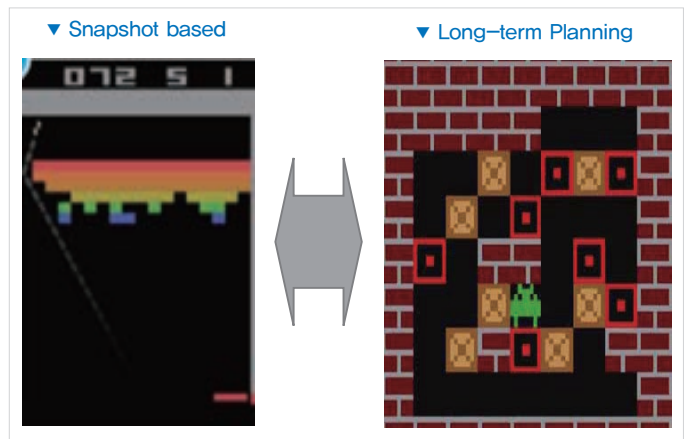 ▼ Snapshot based
▼ Long-term Planning
072 5 1